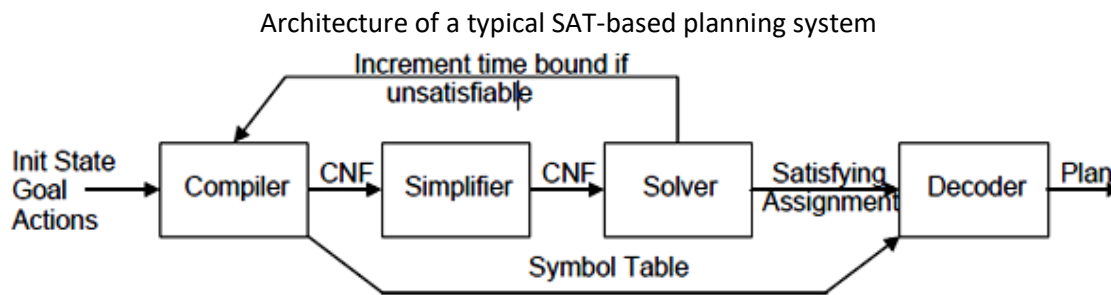 Architecture of a typical SAT-based planning system
Increment time bound if
unsatisfiable
Init State
Goal
Actions
Compiler
CNF
Simplifier
CNF
Solver
Satisfying
Assignment
Decoder
Plan
Symbol Table